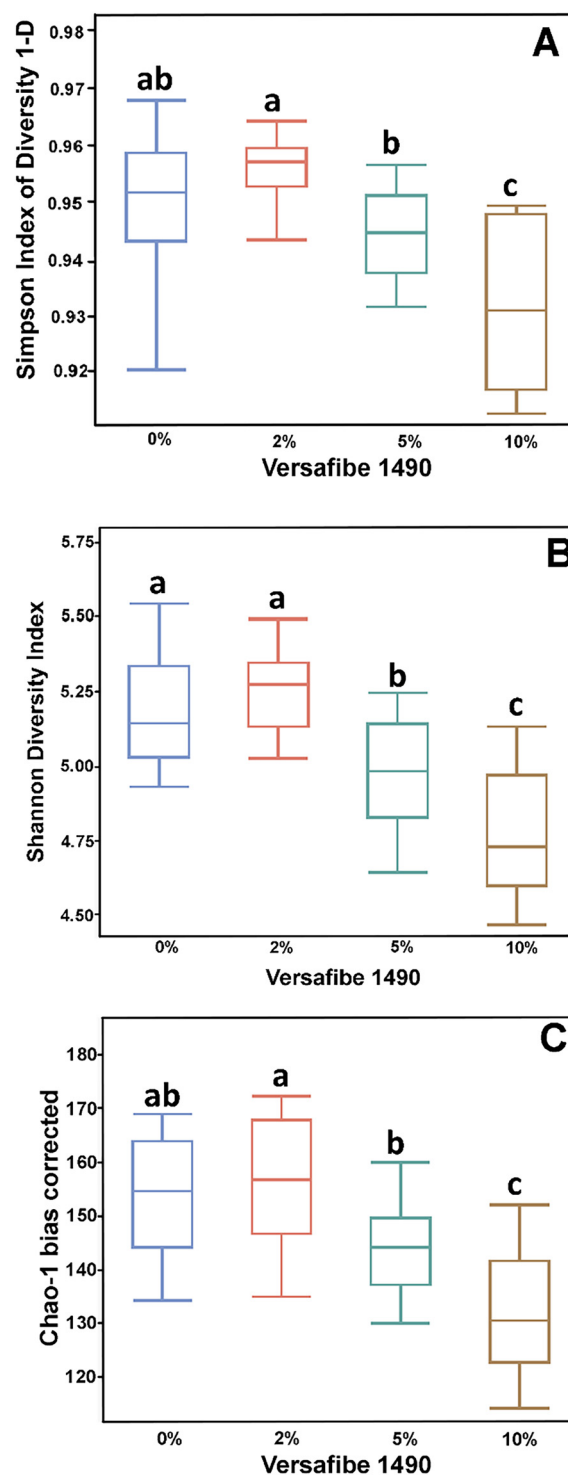 A
Simpson Index of Diversity 1-D
0.98
0.97
0.96
0.95
0.94
0.93
0.92
ab
a
b
c
0%
2%
5%
10%
Versafibe 1490
B
Shannon Diversity Index
5.75
5.50
5.25
5.00
4.75
4.50
a
a
b
c
0%
2%
5%
10%
Versafibe 1490
C
Chao-1 bias corrected
180
170
160
150
140
130
120
ab
a
b
c
0%
2%
5%
10%
Versafibe 1490